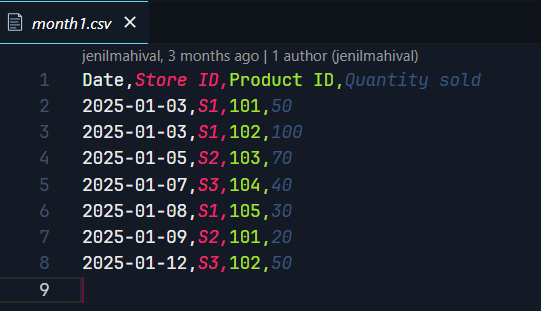 month1.csv
jenilmahival, 3 months ago | 1 author (jenilmahival)
1 Date,Store ID,Product ID,Quantity sold
2 2025-01-03,S1,101,50
3 2025-01-03,S1,102,100
4 2025-01-05,S2,103,70
5 2025-01-07,S3,104,40
6 2025-01-08,S1,105,30
7 2025-01-09,S2,101,20
8 2025-01-12,S3,102,50
9